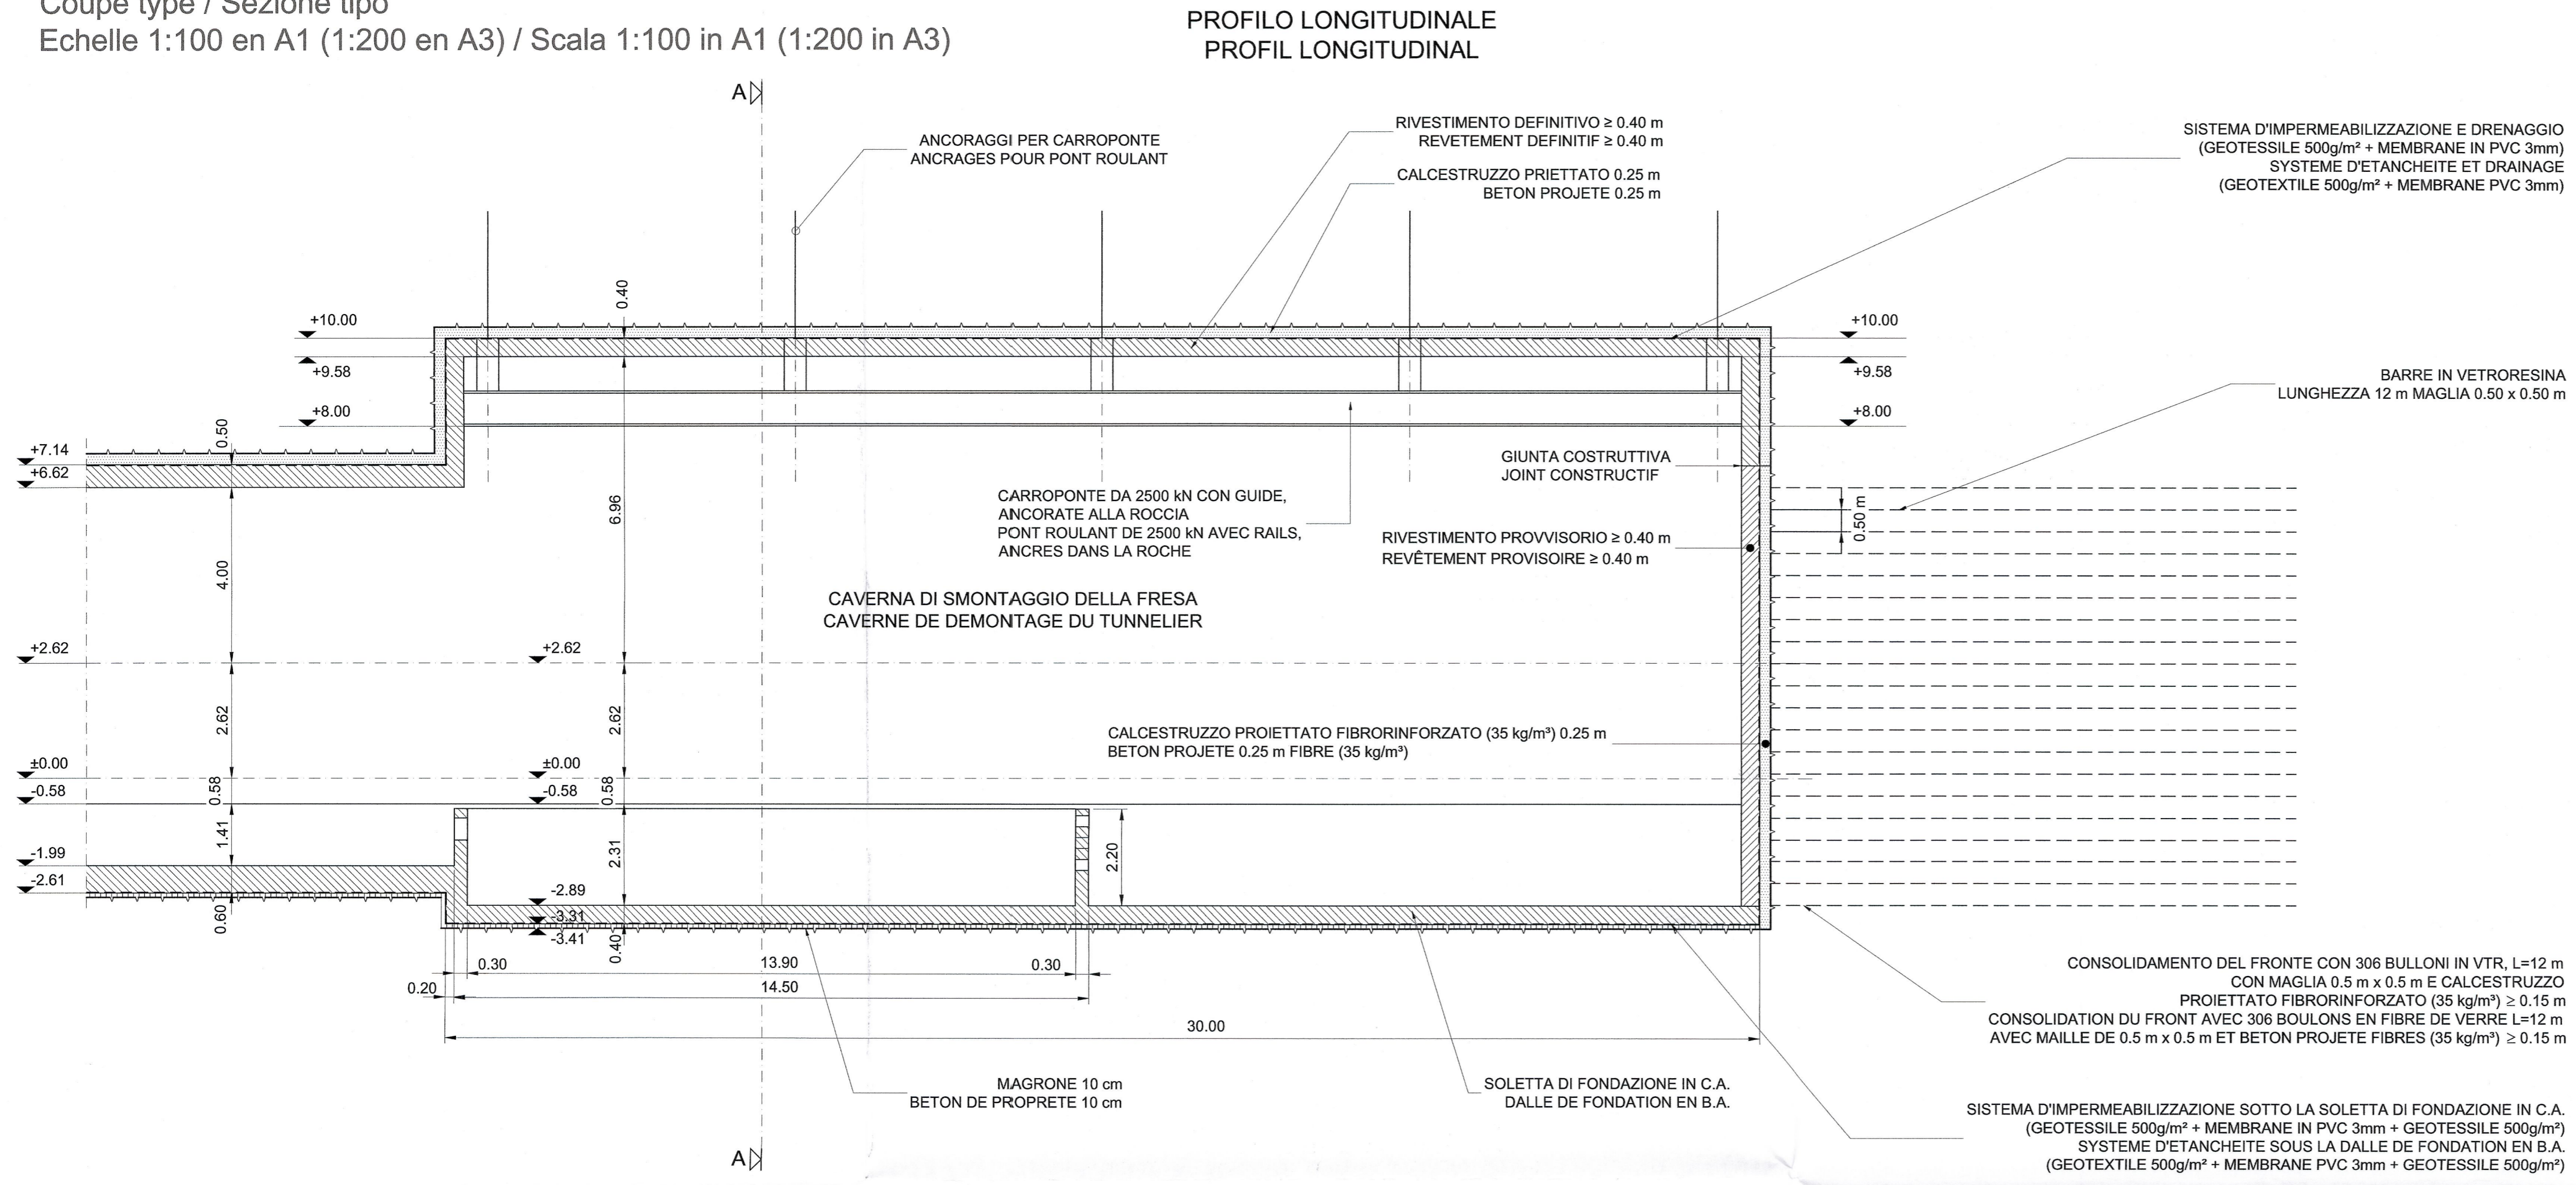 Coupe type / Sezione tipo
Echelle 1:100 en A1 (1:200 en A3) / Scala 1:100 in A1 (1:200 in A3)
PROFILO LONGITUDINALE
PROFIL LONGITUDINAL
A
ANCORAGGI PER CARROPONTE
ANCRAGES POUR PONT ROULANT
RIVESTIMENTO DEFINITIVO ≥ 0.40 m
REVETEMENT DEFINITIF ≥ 0.40 m
CALCESTRUZZO PRIETTATO 0.25 m
BETON PROJETE 0.25 m
SISTEMA D'IMPERMEABILIZZAZIONE E DRENAGGIO
(GEOTESSILE 500g/m² + MEMBRANE IN PVC 3mm)
SYSTEME D'ETANCHEITE ET DRAINAGE
(GEOTEXTILE 500g/m² + MEMBRANE PVC 3mm)
0.40
+10.00
+9.58
+8.00
+10.00
+9.58
+8.00
BARRE IN VETRORESINA
LUNGHEZZA 12 m MAGLIA 0.50 x 0.50 m
0.50
+7.14
+6.62
6.96
4.00
GIUNTA COSTRUTTIVA
JOINT CONSTRUCTIF
CARROPONTE DA 2500 kN CON GUIDE,
ANCORATE ALLA ROCCIA
PONT ROULANT DE 2500 kN AVEC RAILS,
ANCRES DANS LA ROCHE
0.50 m
RIVESTIMENTO PROVVISORIO ≥ 0.40 m
REVÊTEMENT PROVISOIRE ≥ 0.40 m
CAVERNA DI SMONTAGGIO DELLA FRESA
CAVERNE DE DEMONTAGE DU TUNNELIER
+2.62
+2.62
2.62
2.62
CALCESTRUZZO PROIETTATO FIBRORINFORZATO (35 kg/m³) 0.25 m
BETON PROJETE 0.25 m FIBRE (35 kg/m³)
±0.00
±0.00
0.58
0.58
-0.58
-0.58
1.41
2.31
2.20
-1.99
-2.61
0.60
-2.89
-3.31
-3.41
0.40
0.30
13.90
0.30
0.20
14.50
30.00
CONSOLIDAMENTO DEL FRONTE CON 306 BULLONI IN VTR, L=12 m
CON MAGLIA 0.5 m x 0.5 m E CALCESTRUZZO
PROIETTATO FIBRORINFORZATO (35 kg/m³) ≥ 0.15 m
CONSOLIDATION DU FRONT AVEC 306 BOULONS EN FIBRE DE VERRE L=12 m
AVEC MAILLE DE 0.5 m x 0.5 m ET BETON PROJETE FIBRES (35 kg/m³) ≥ 0.15 m
MAGRONE 10 cm
BETON DE PROPRETE 10 cm
SOLETTA DI FONDAZIONE IN C.A.
DALLE DE FONDATION EN B.A.
SISTEMA D'IMPERMEABILIZZAZIONE SOTTO LA SOLETTA DI FONDAZIONE IN C.A.
(GEOTESSILE 500g/m² + MEMBRANE IN PVC 3mm + GEOTESSILE 500g/m²)
SYSTEME D'ETANCHEITE SOUS LA DALLE DE FONDATION EN B.A.
(GEOTEXTILE 500g/m² + MEMBRANE PVC 3mm + GEOTESSILE 500g/m²)
A